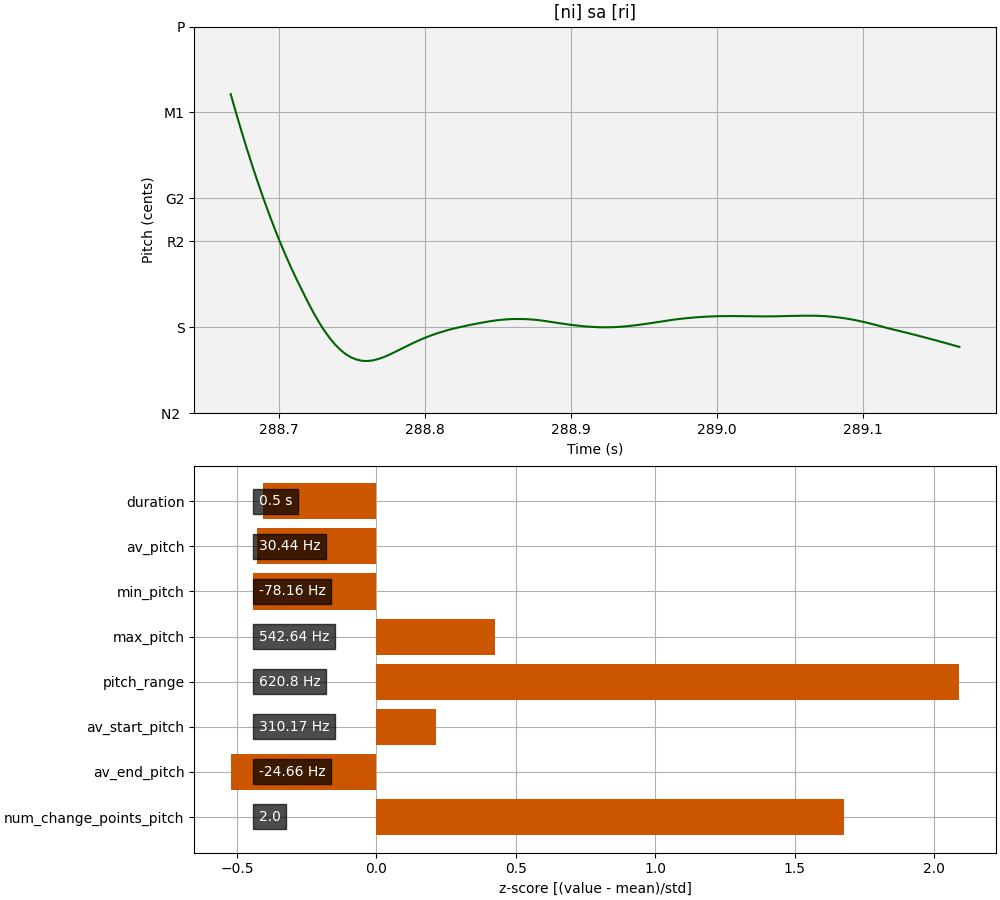 [ni] sa [ri]
P
M1
G2
R2
S
N2
Pitch (cents)
288.7 288.8 288.9 289.0 289.1
Time (s)
duration 0.5 s
av_pitch 30.44 Hz
min_pitch -78.16 Hz
max_pitch 542.64 Hz
pitch_range 620.8 Hz
av_start_pitch 310.17 Hz
av_end_pitch -24.66 Hz
num_change_points_pitch 2.0
−0.5 0.0 0.5 1.0 1.5 2.0
z-score [(value - mean)/std]